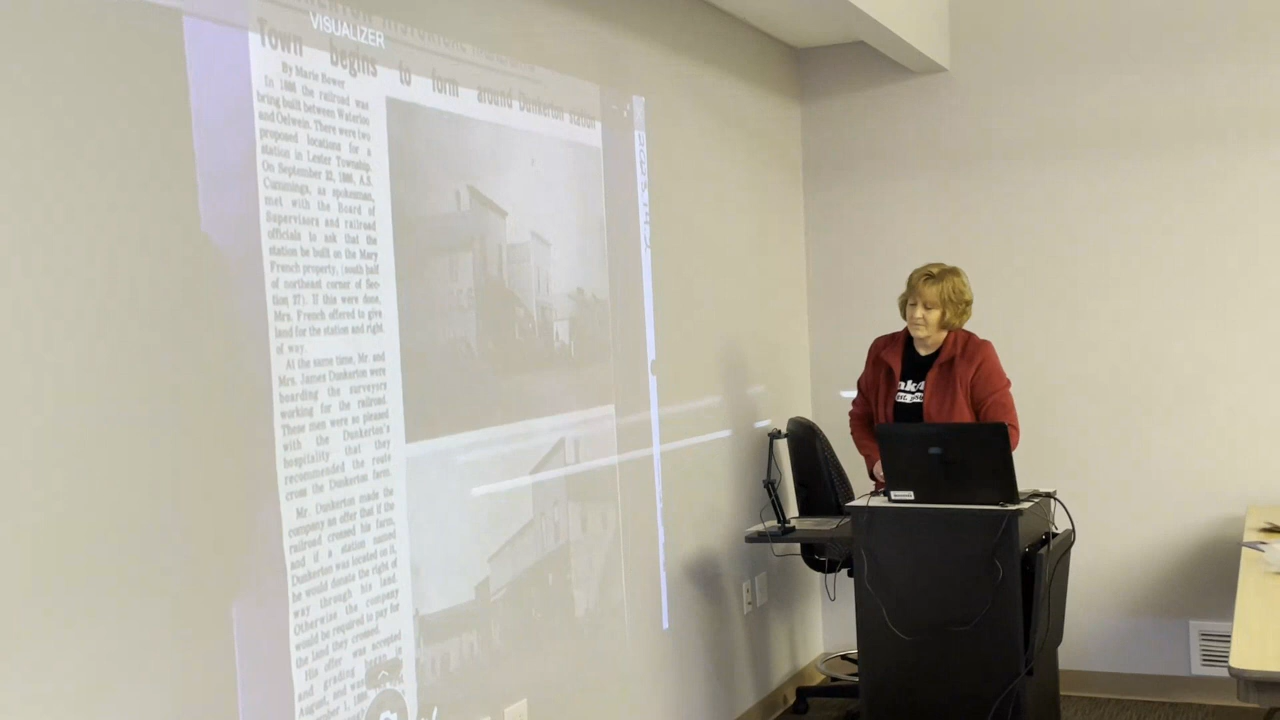 VISUALIZER
Town begins to form around Dunkerton station
By Marie Bower
In 1886 the railroad was
being built between Waterloo
and Oelwein. There were two
proposed locations for a
station in Lester Township.
On September 22, 1886, A.S.
Cummings, as spokesman,
met with the Board of
Supervisors and railroad
officials to ask that the
station be built on the Mary
French property, (south half
of northeast corner of Sec-
tion 27). If this were done,
Mrs. French offered to give
land for the station and right
of way.
At the same time, Mr. and
Mrs. James Dunkerton were
boarding the surveyors
working for the railroad.
These men were so pleased
with the Dunkerton's
hospitality that they
recommended the route
cross the Dunkerton farm.
Mr. Dunkerton made the
company an offer that if the
railroad crossed his farm,
and if a station named
Dunkerton was located on it,
he would donate the right of
way through his land.
Otherwise the company
would be required to pay for
the land they crossed.
His offer was accepted
and grading began in
August, and was